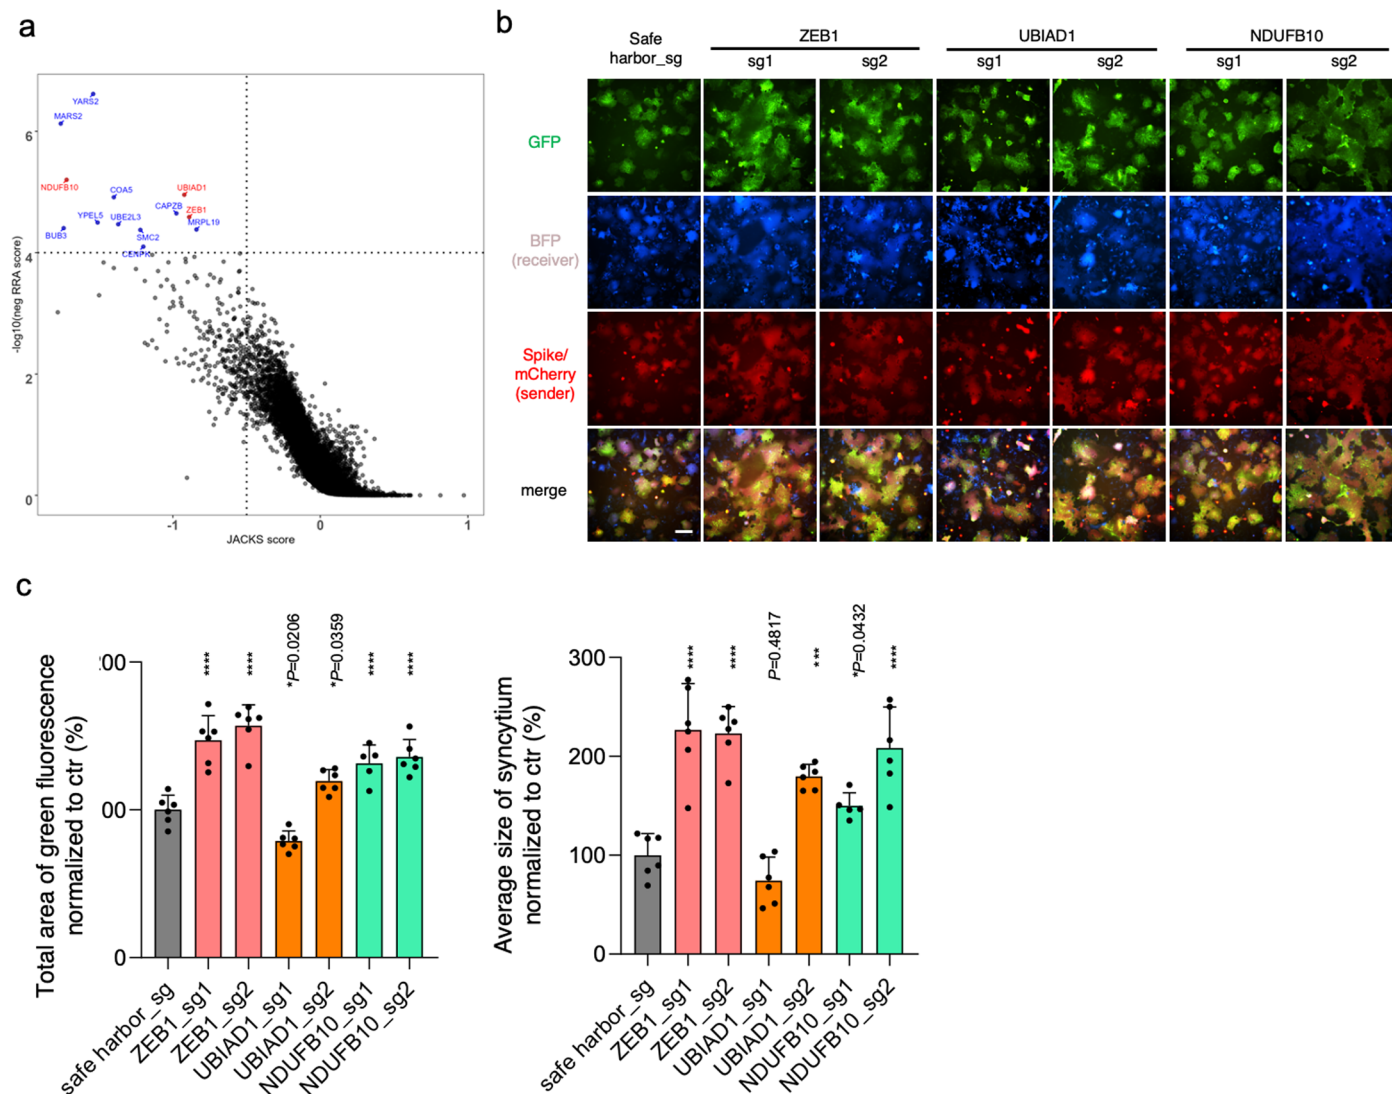 a
YARS2
MARS2
6
NDUFB10
COA5
UBIAD1
CAPZB
ZEB1
YPEL5
UBE2L3
MRPL19
BUB3
SMC2
CENPK
4
2
0
-log10(neg RRA score)
-1
0
1
JACKS score
b
Safe
harbor_sg
ZEB1
UBIAD1
NDUFB10
sg1
sg2
sg1
sg2
sg1
sg2
GFP
BFP
(receiver)
Spike/
mCherry
(sender)
merge
c
Total area of green fluorescence
normalized to ctr (%)
00
00
0
****
****
*P=0.0206
*P=0.0359
****
****
safe harbor_sg
ZEB1_sg1
ZEB1_sg2
UBIAD1_sg1
UBIAD1_sg2
NDUFB10_sg1
NDUFB10_sg2
Average size of syncytium
normalized to ctr (%)
300
200
100
0
****
****
P=0.4817
***
*P=0.0432
****
safe harbor_sg
ZEB1_sg1
ZEB1_sg2
UBIAD1_sg1
UBIAD1_sg2
NDUFB10_sg1
NDUFB10_sg2